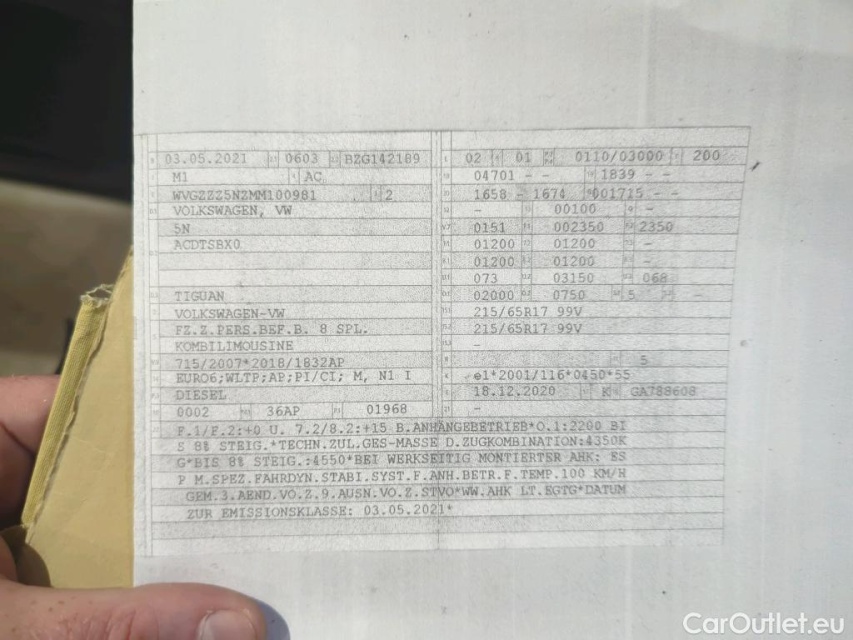 03.05.2021 0603 BZG142189
M1 AC
WVGZZZ5NZMM100981 2
VOLKSWAGEN, VW
5N
ACDTSBX0
TIGUAN
VOLKSWAGEN-VW
FZ.Z.PERS.BEF.B. 8 SPL.
KOMBILIMOUSINE
715/2007*2018/1832AP
EURO6;WLTP;AP;PI/CI; M, N1 I
DIESEL
0002 36AP 01968
02 01 0110/03000 200
04701 - - 1839 - -
1658 - 1674 001715 - -
- 00100 -
0151 002350 2350
01200 01200 -
01200 01200 -
073 03150 068
02000 0750 5 -
215/65R17 99V
215/65R17 99V
-
- 5
e1*2001/116*0450*55
18.12.2020 K GA788608
-
F.1/F.2:+0 U. 7.2/8.2:+15 B.ANHÄNGEBETRIEB*O.1:2200 BI
S 8% STEIG.*TECHN.ZUL.GES-MASSE D.ZUGKOMBINATION:4350K
G*BIS 8% STEIG.:4550*BEI WERKSEITIG MONTIERTER AHK: ES
P M.SPEZ.FAHRDYN.STABI.SYST.F.ANH.BETR.F.TEMP.100 KM/H
GEM.3.AEND.VO.Z.9.AUSN.VO.Z.STVO*WW.AHK LT.EGTG*DATUM
ZUR EMISSIONSKLASSE: 03.05.2021*
CarOutlet.eu